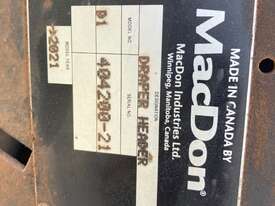 MADE IN CANADA BY
MacDon®
MacDon Industries Ltd.
Winnipeg, Manitoba, Canada
DESIGNATION
DRAPER HEADER
SERIAL NO.
404200-21
MODEL NO.
D1
MODEL YEAR
2021